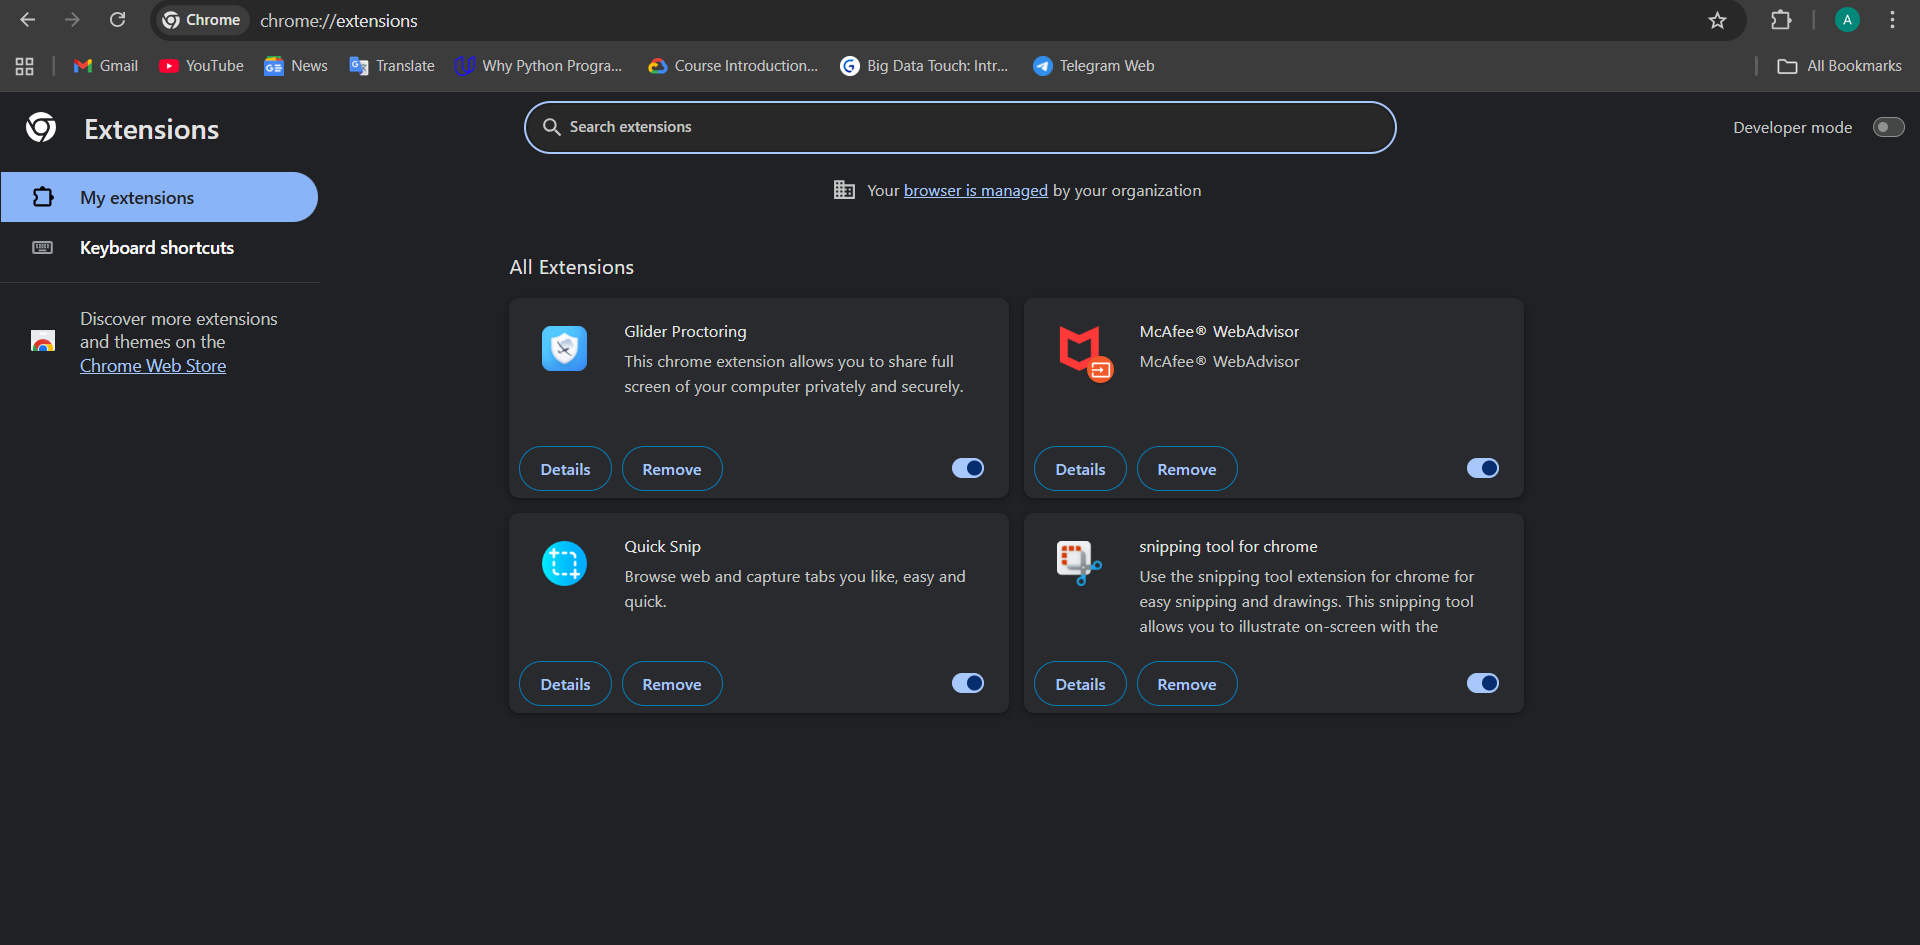 Chrome chrome://extensions A
Gmail YouTube News Translate Why Python Progra... Course Introduction... Big Data Touch: Intr... Telegram Web All Bookmarks
Extensions
Search extensions
Developer mode
My extensions
Keyboard shortcuts
Discover more extensions
and themes on the
Chrome Web Store
Your browser is managed by your organization
All Extensions
Glider Proctoring
This chrome extension allows you to share full
screen of your computer privately and securely.
Details Remove
McAfee® WebAdvisor
McAfee® WebAdvisor
Details Remove
Quick Snip
Browse web and capture tabs you like, easy and
quick.
Details Remove
snipping tool for chrome
Use the snipping tool extension for chrome for
easy snipping and drawings. This snipping tool
allows you to illustrate on-screen with the
Details Remove